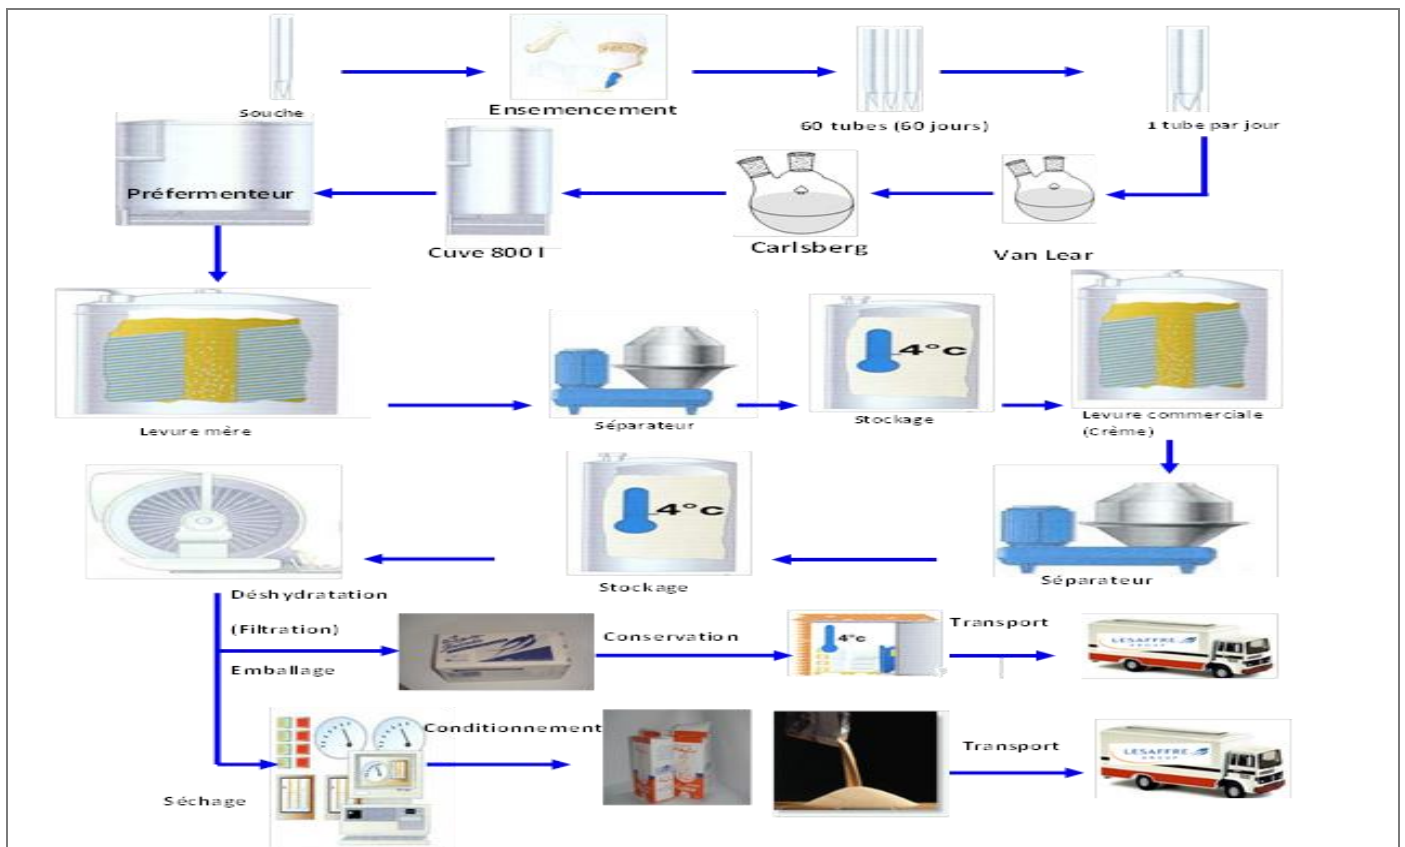 Souche
Ensemencement
60 tubes (60 jours)
1 tube par jour
Préfermenteur
Cuve 800 l
Carlsberg
Van Lear
Levure mère
Séparateur
4°c
Stockage
Levure commerciale
(Crème)
4°c
Stockage
Séparateur
Déshydratation
(Filtration)
Emballage
Conservation
4°c
Transport
LESAFFRE
GROUP
Séchage
Conditionnement
Transport
LESAFFRE
GROUP